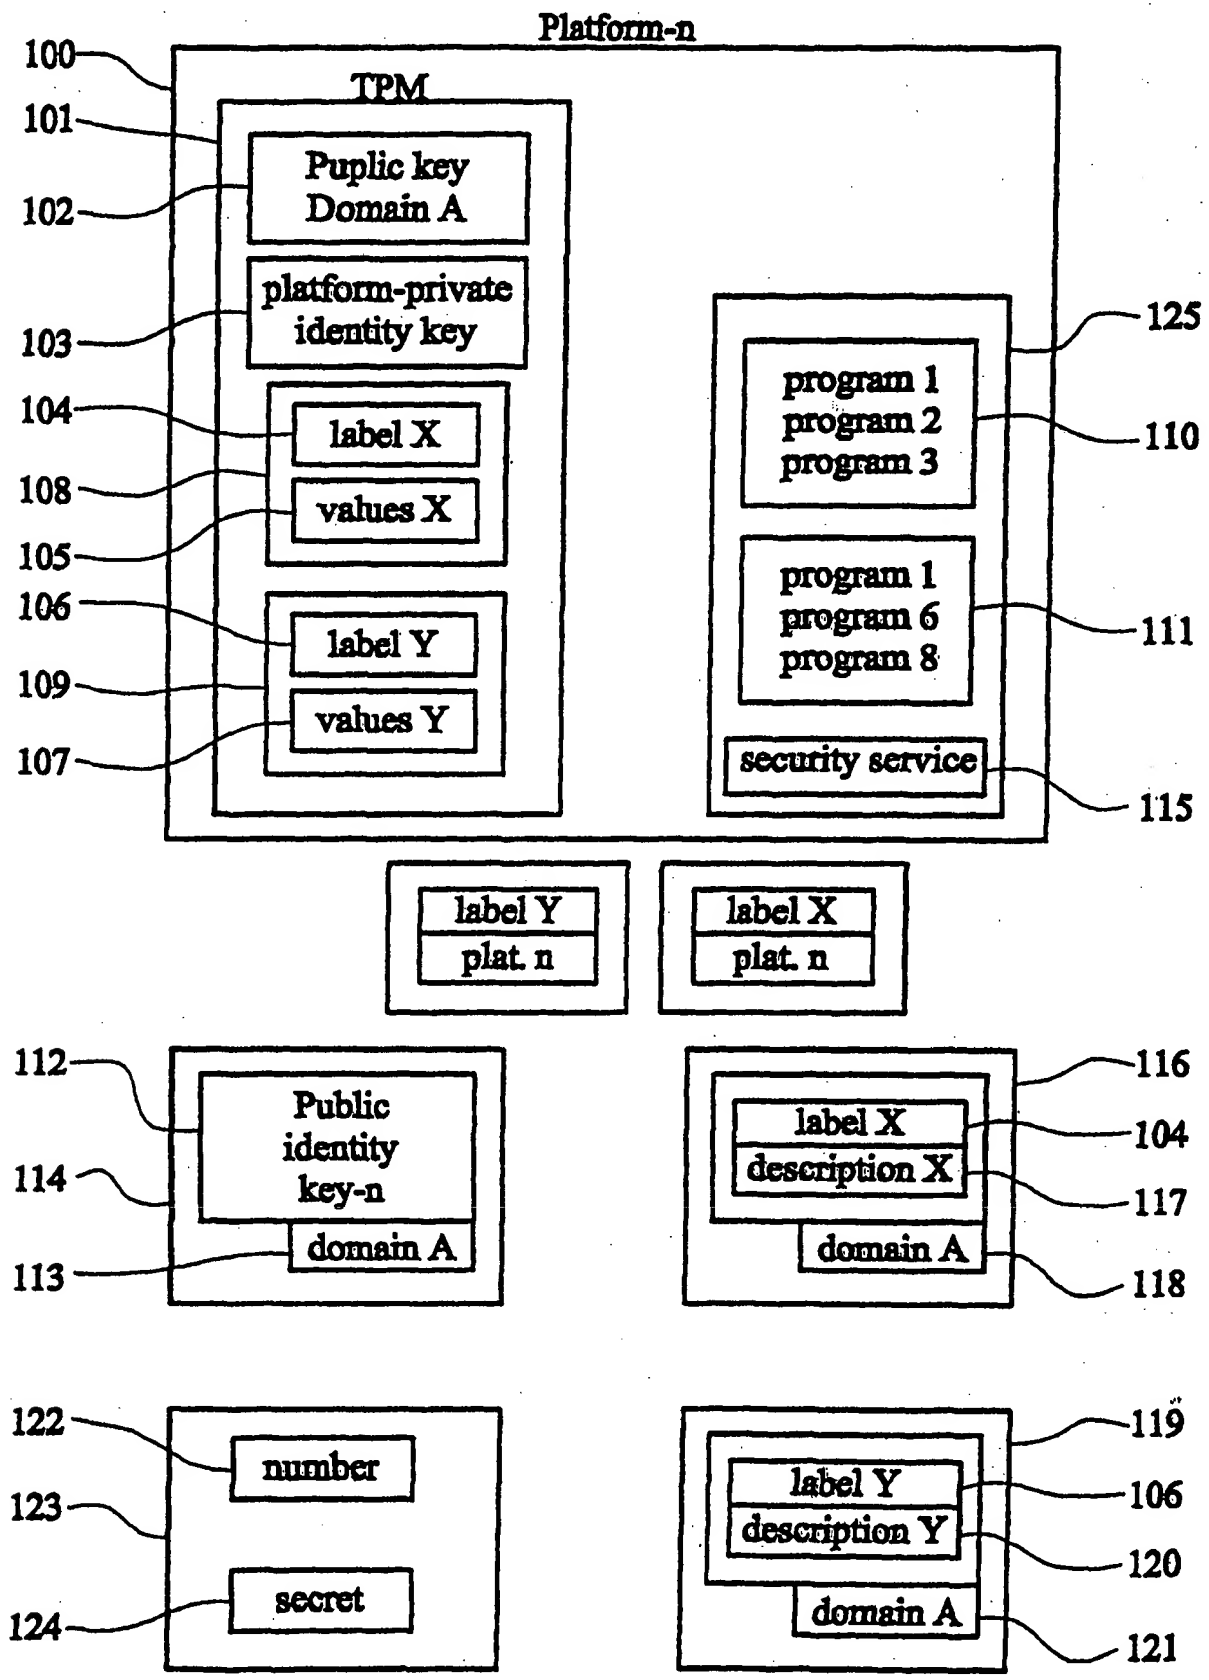 Platform-n
100
TPM
101
Puplic key
Domain A
102
platform-private
identity key
103
125
program 1
program 2
program 3
110
104
label X
108
values X
105
program 1
program 6
program 8
111
106
label Y
109
values Y
107
security service
115
label Y
plat. n
label X
plat. n
112
Public
identity
key-n
114
domain A
113
116
label X
104
description X
117
domain A
118
122
number
123
secret
124
119
label Y
106
description Y
120
domain A
121